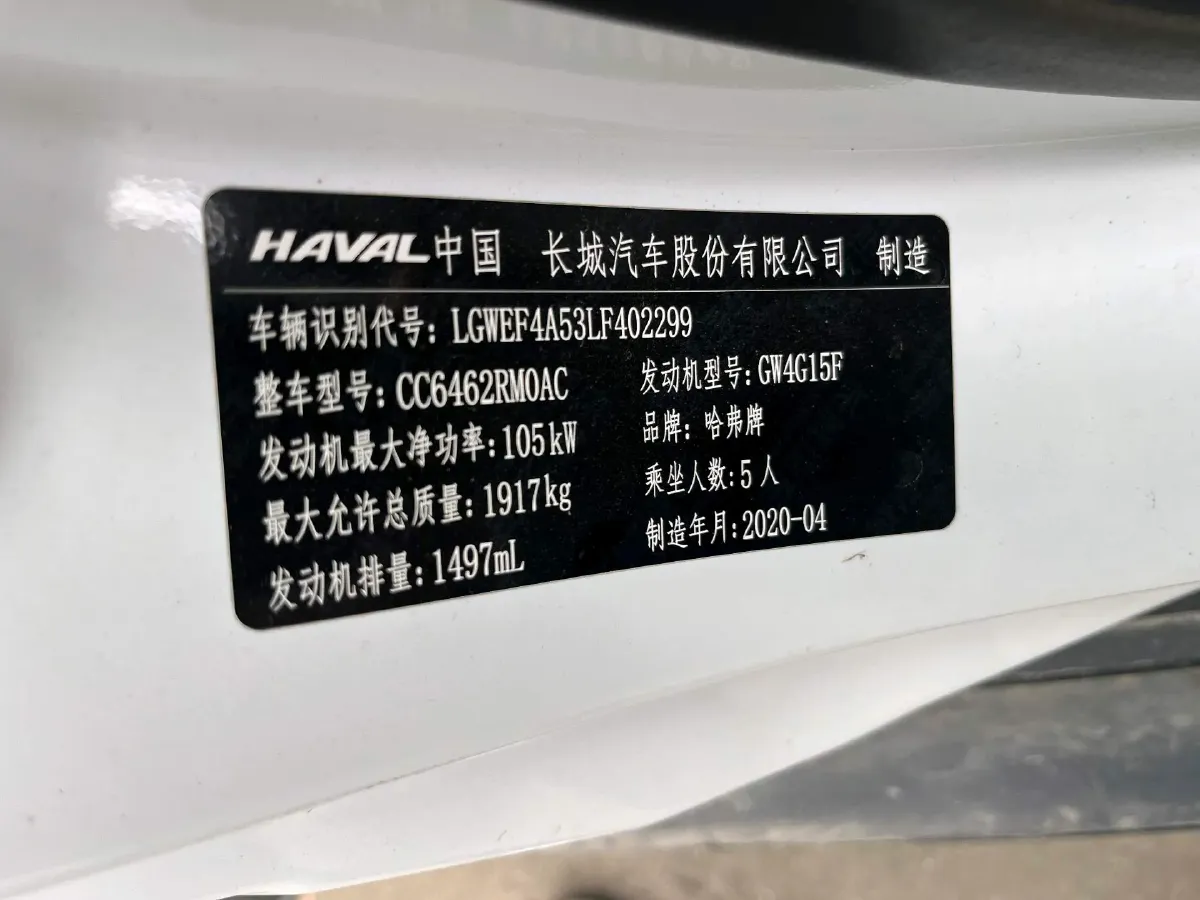 HAVAL中国 长城汽车股份有限公司 制造
车辆识别代号: LGWEF4A53LF402299
整车型号: CC6462RM0AC 发动机型号: GW4G15F
发动机最大净功率: 105kW 品牌: 哈弗牌
最大允许总质量: 1917kg 乘坐人数: 5人
发动机排量: 1497mL 制造年月: 2020-04